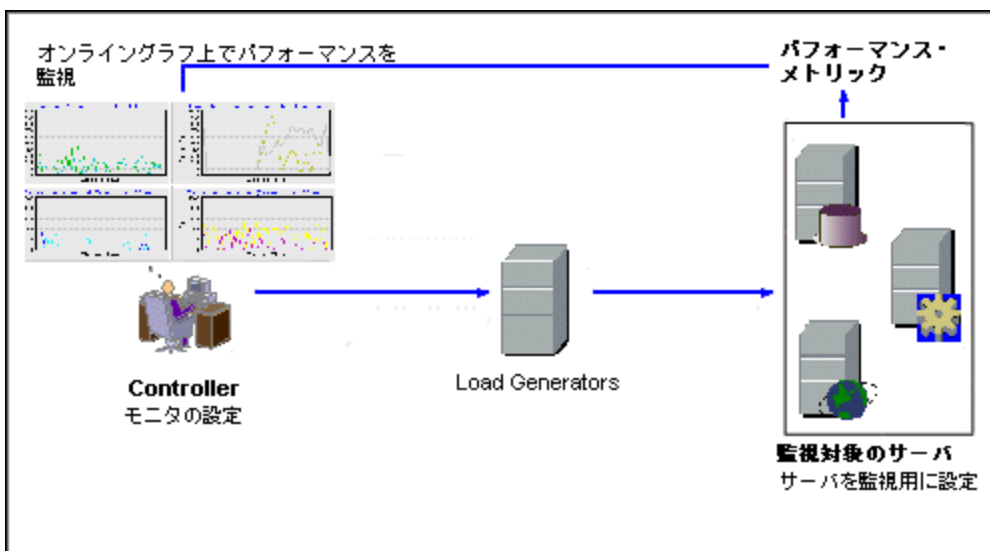 オンライングラフ上でパフォーマンスを
監視
パフォーマンス・
メトリック
Controller
モニタの設定
Load Generators
監視対後のサーバ
サーバを監視用に設定